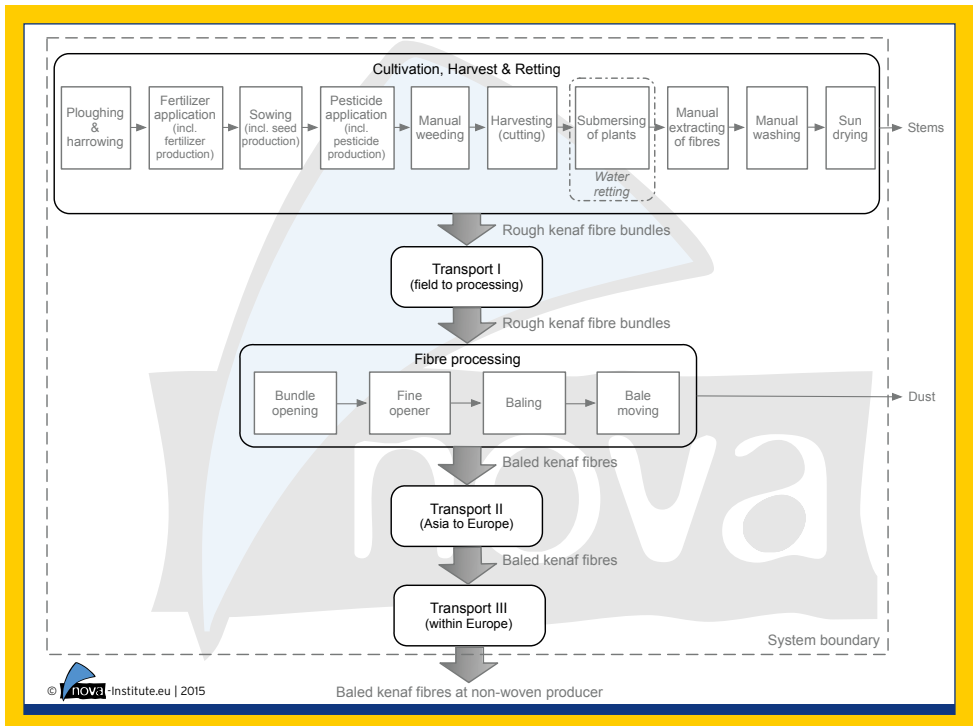 Cultivation, Harvest & Retting
Ploughing
&
harrowing
Fertilizer
application
(incl.
fertilizer
production)
Sowing
(incl. seed
production)
Pesticide
application
(incl.
pesticide
production)
Manual
weeding
Harvesting
(cutting)
Submersing
of plants
Water
retting
Manual
extracting
of fibres
Manual
washing
Sun
drying
Stems
Rough kenaf fibre bundles
Transport I
(field to processing)
Rough kenaf fibre bundles
Fibre processing
Bundle
opening
Fine
opener
Baling
Bale
moving
Dust
Baled kenaf fibres
nova
Transport II
(Asia to Europe)
Baled kenaf fibres
Transport III
(within Europe)
System boundary
© nova-Institute.eu | 2015
Baled kenaf fibres at non-woven producer